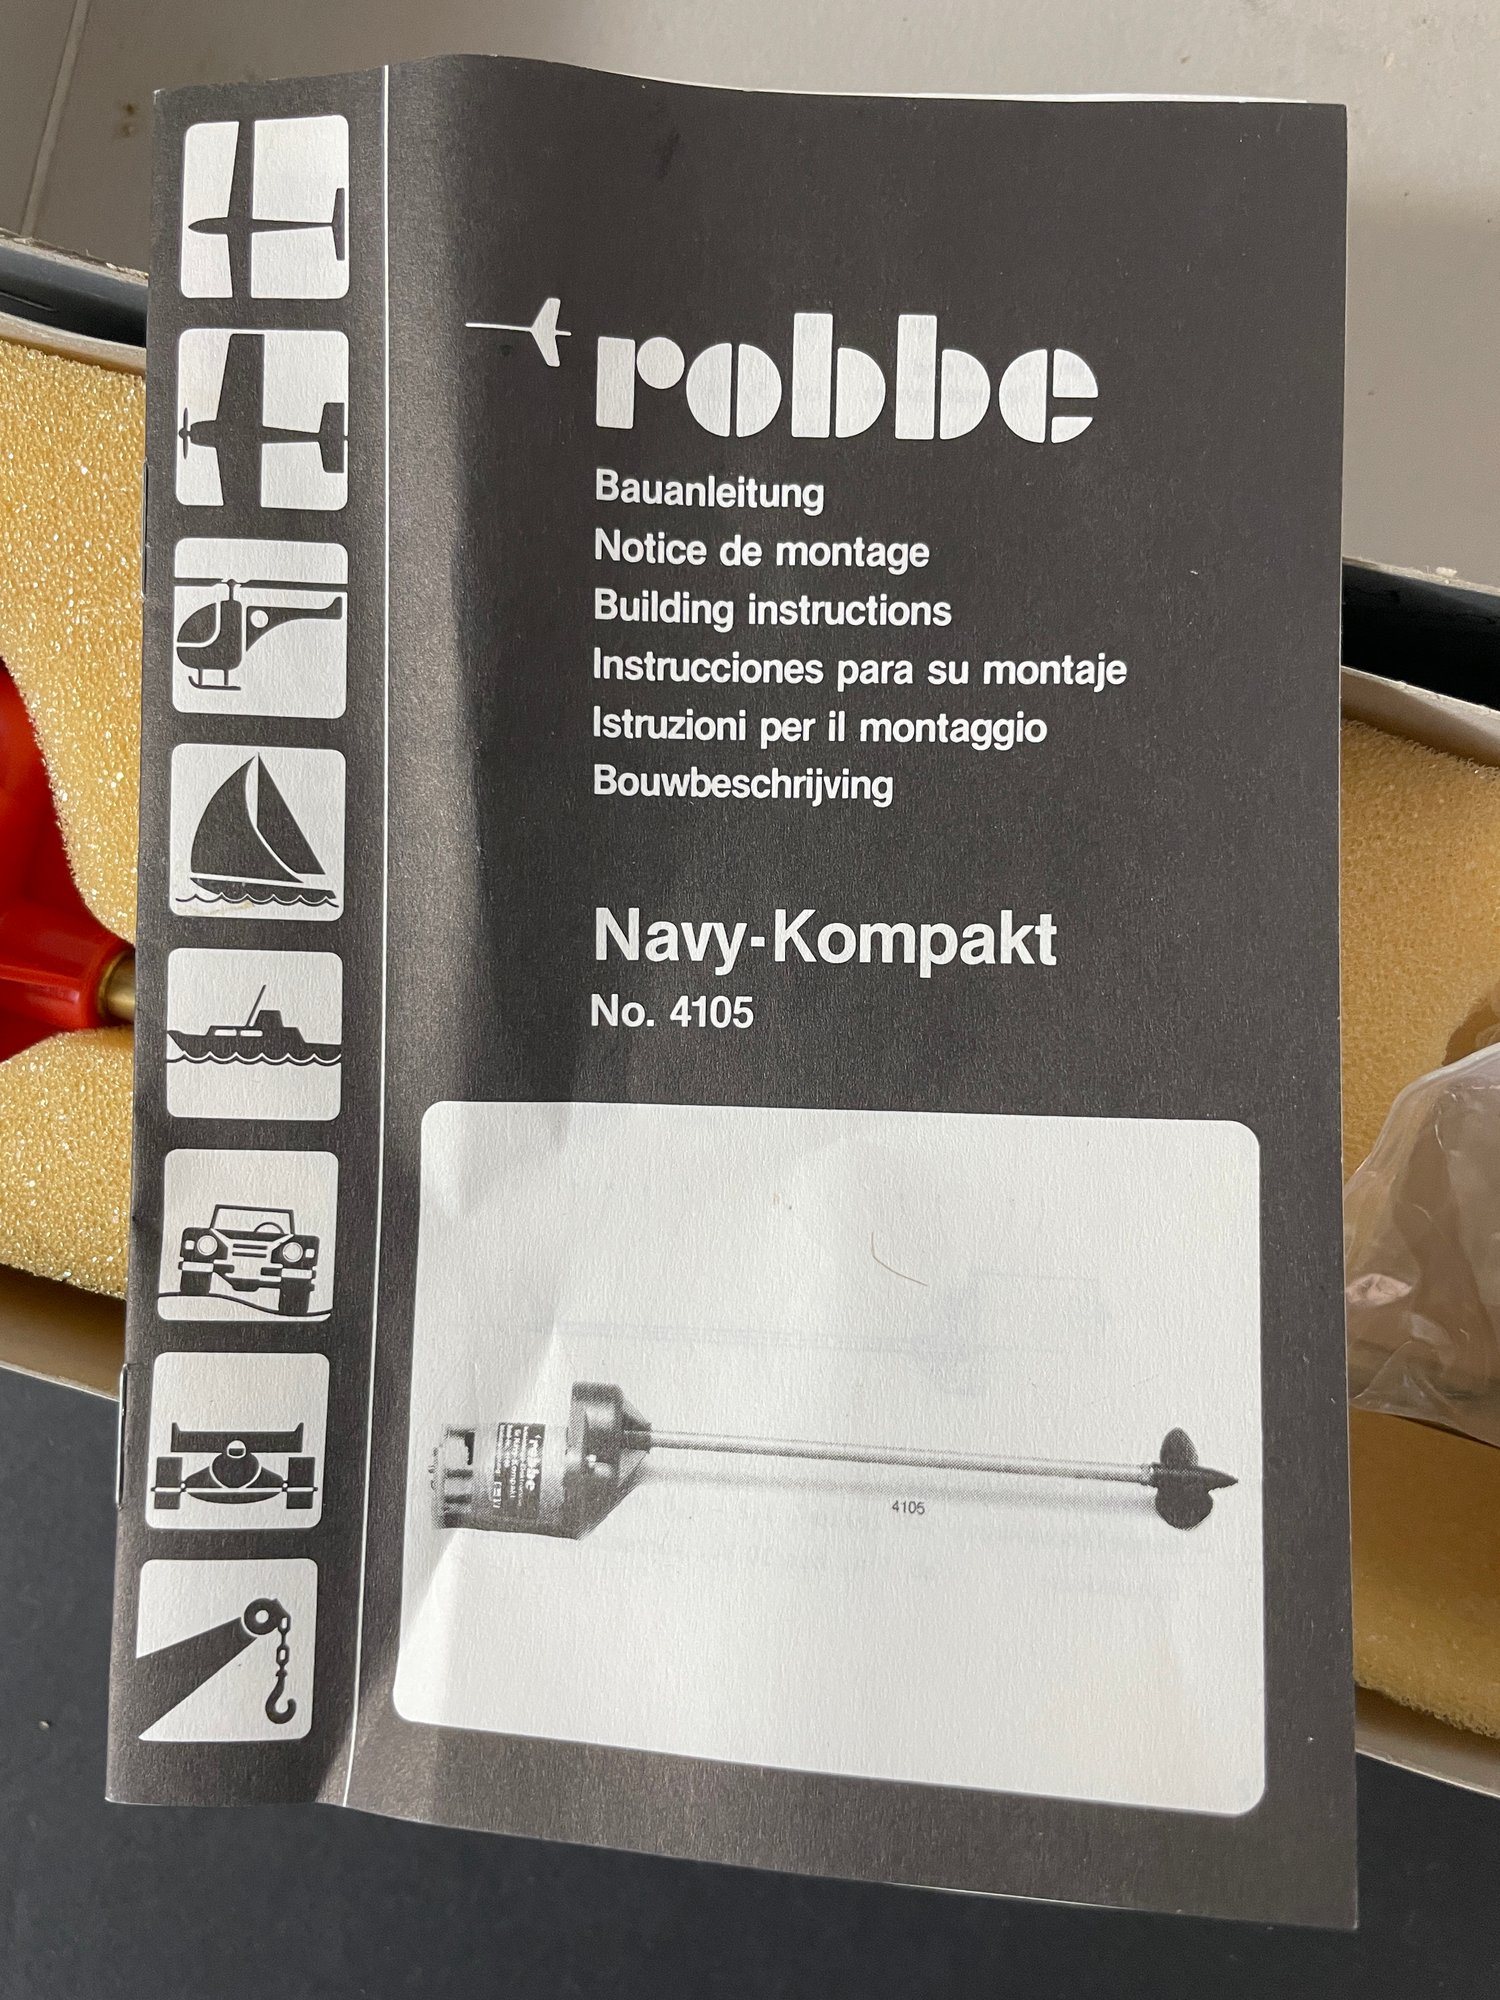 robbe
Bauanleitung
Notice de montage
Building instructions
Instrucciones para su montaje
Istruzioni per il montaggio
Bouwbeschrijving
Navy-Kompakt
No. 4105
robbe
4105